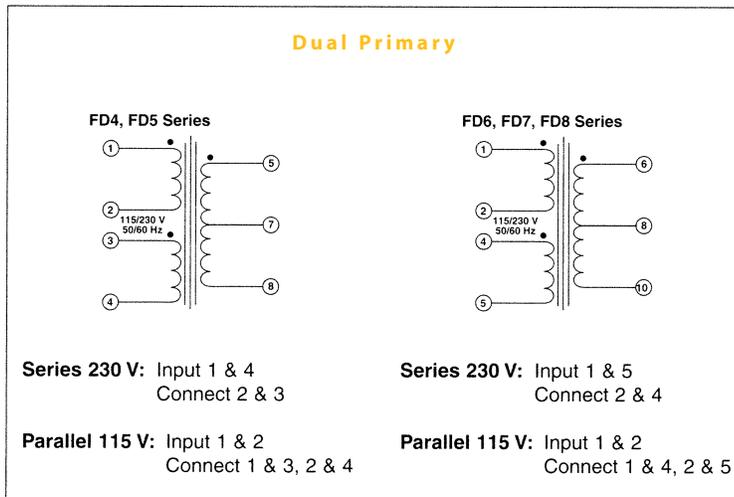 Dual Primary
FD4, FD5 Series
1
2
115/230 V
50/60 Hz
3
4
5
7
8
Series 230 V: Input 1 & 4
Connect 2 & 3
Parallel 115 V: Input 1 & 2
Connect 1 & 3, 2 & 4
FD6, FD7, FD8 Series
1
2
115/230 V
50/60 Hz
4
5
6
8
10
Series 230 V: Input 1 & 5
Connect 2 & 4
Parallel 115 V: Input 1 & 2
Connect 1 & 4, 2 & 5